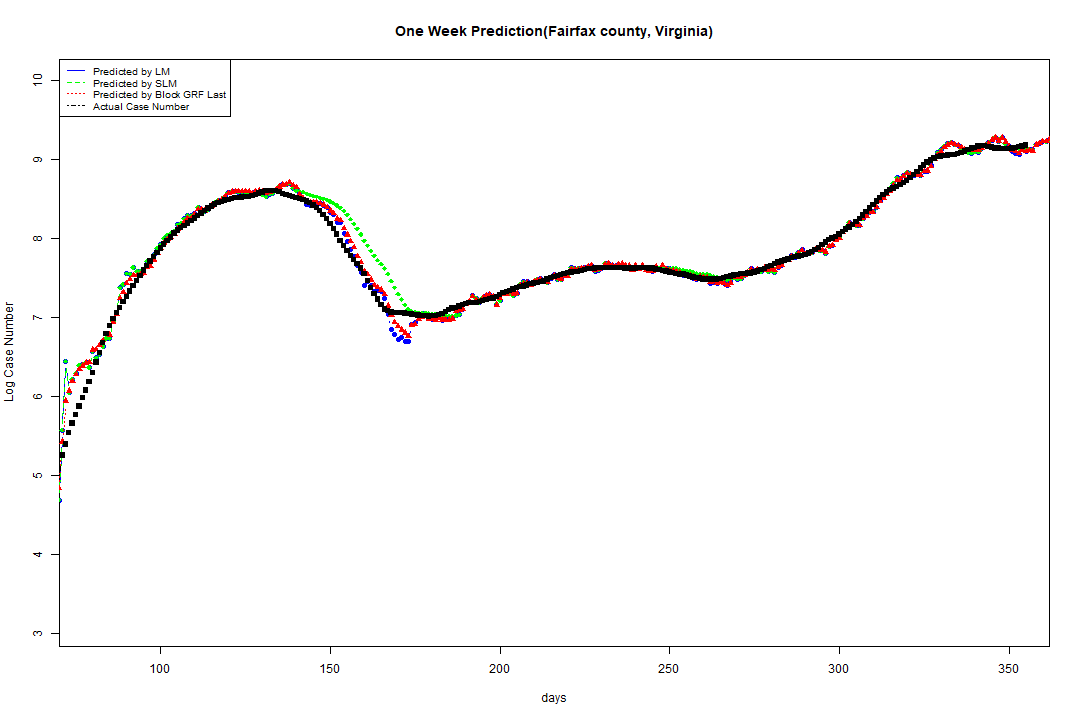 One Week Prediction(Fairfax county, Virginia)
Predicted by LM
Predicted by SLM
Predicted by Block GRF Last
Actual Case Number
10
9
8
7
6
5
4
3
Log Case Number
100 150 200 250 300 350
days